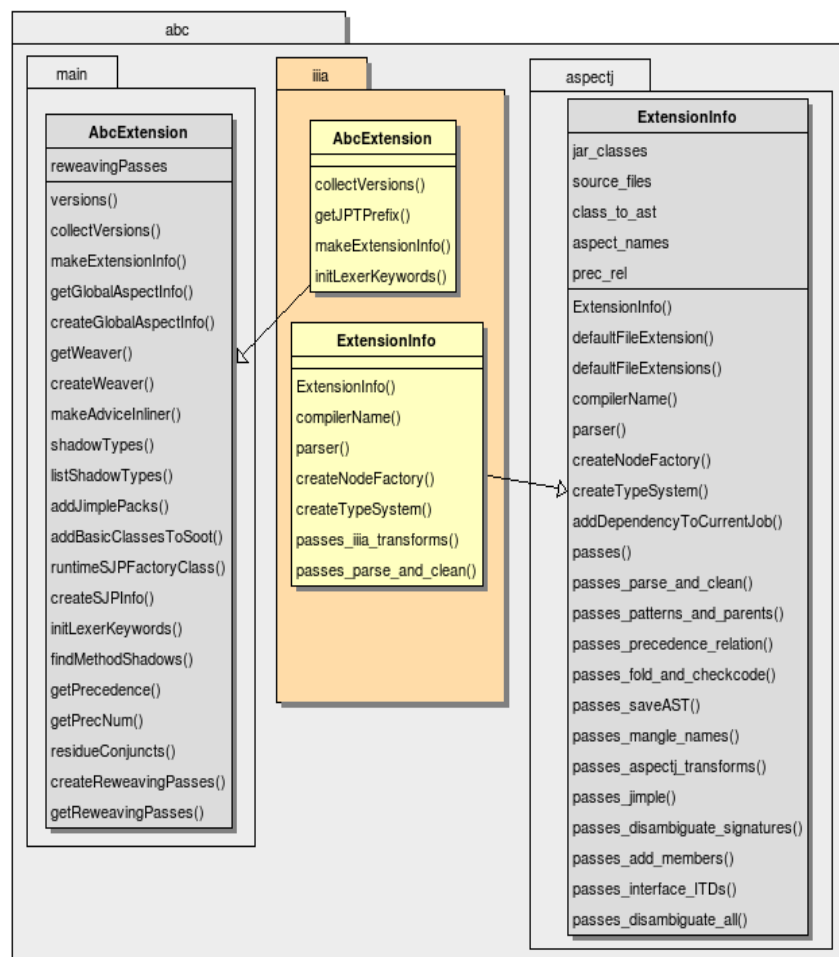 abc
main
AbcExtension
reweavingPasses
versions()
collectVersions()
makeExtensionInfo()
getGlobalAspectInfo()
createGlobalAspectInfo()
getWeaver()
createWeaver()
makeAdviceInliner()
shadowTypes()
listShadowTypes()
addJimplePacks()
addBasicClassesToSoot()
runtimeSJPFactoryClass()
createSJPInfo()
initLexerKeywords()
findMethodShadows()
getPrecedence()
getPrecNum()
residueConjuncts()
createReweavingPasses()
getReweavingPasses()
iiia
AbcExtension
collectVersions()
getJPTPrefix()
makeExtensionInfo()
initLexerKeywords()
ExtensionInfo
ExtensionInfo()
compilerName()
parser()
createNodeFactory()
createTypeSystem()
passes_iiia_transforms()
passes_parse_and_clean()
aspectj
ExtensionInfo
jar_classes
source_files
class_to_ast
aspect_names
prec_rel
ExtensionInfo()
defaultFileExtension()
defaultFileExtensions()
compilerName()
parser()
createNodeFactory()
createTypeSystem()
addDependencyToCurrentJob()
passes()
passes_parse_and_clean()
passes_patterns_and_parents()
passes_precedence_relation()
passes_fold_and_checkcode()
passes_saveAST()
passes_mangle_names()
passes_aspectj_transforms()
passes_jimple()
passes_disambiguate_signatures()
passes_add_members()
passes_interface_ITDs()
passes_disambiguate_all()